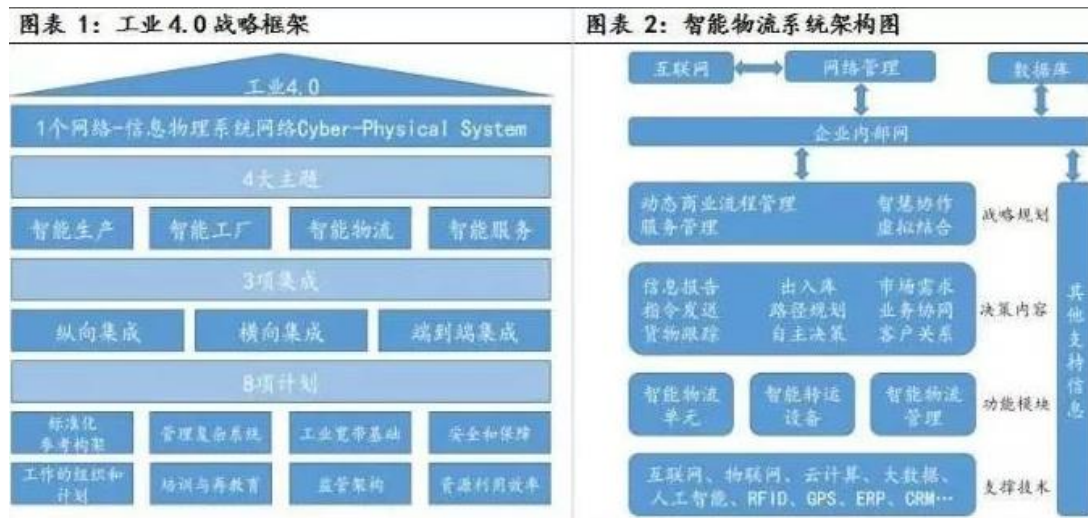 图表 1：工业4.0战略框架
工业4.0
1个网络-信息物理系统网络Cyber-Physical System
4大主题
智能生产
智能工厂
智能物流
智能服务
3项集成
纵向集成
横向集成
端到端集成
8项计划
标准化
参考构架
管理复杂系统
工业宽带基础
安全和保障
工作的组织和
计划
培训与再教育
监管架构
资源利用效率
图表 2：智能物流系统架构图
互联网
网络管理
数据库
企业内部网
动态商业流程管理
服务管理
智慧协作
虚拟结合
战略规划
信息报告
指令发送
货物跟踪
出入库
路径规划
自主决策
市场需求
业务协同
客户关系
决策内容
智能物流
单元
智能转运
设备
智能物流
管理
功能模块
互联网、物联网、云计算、大数据、
人工智能、RFID、GPS、ERP、CRM…
支撑技术
其他支持信息